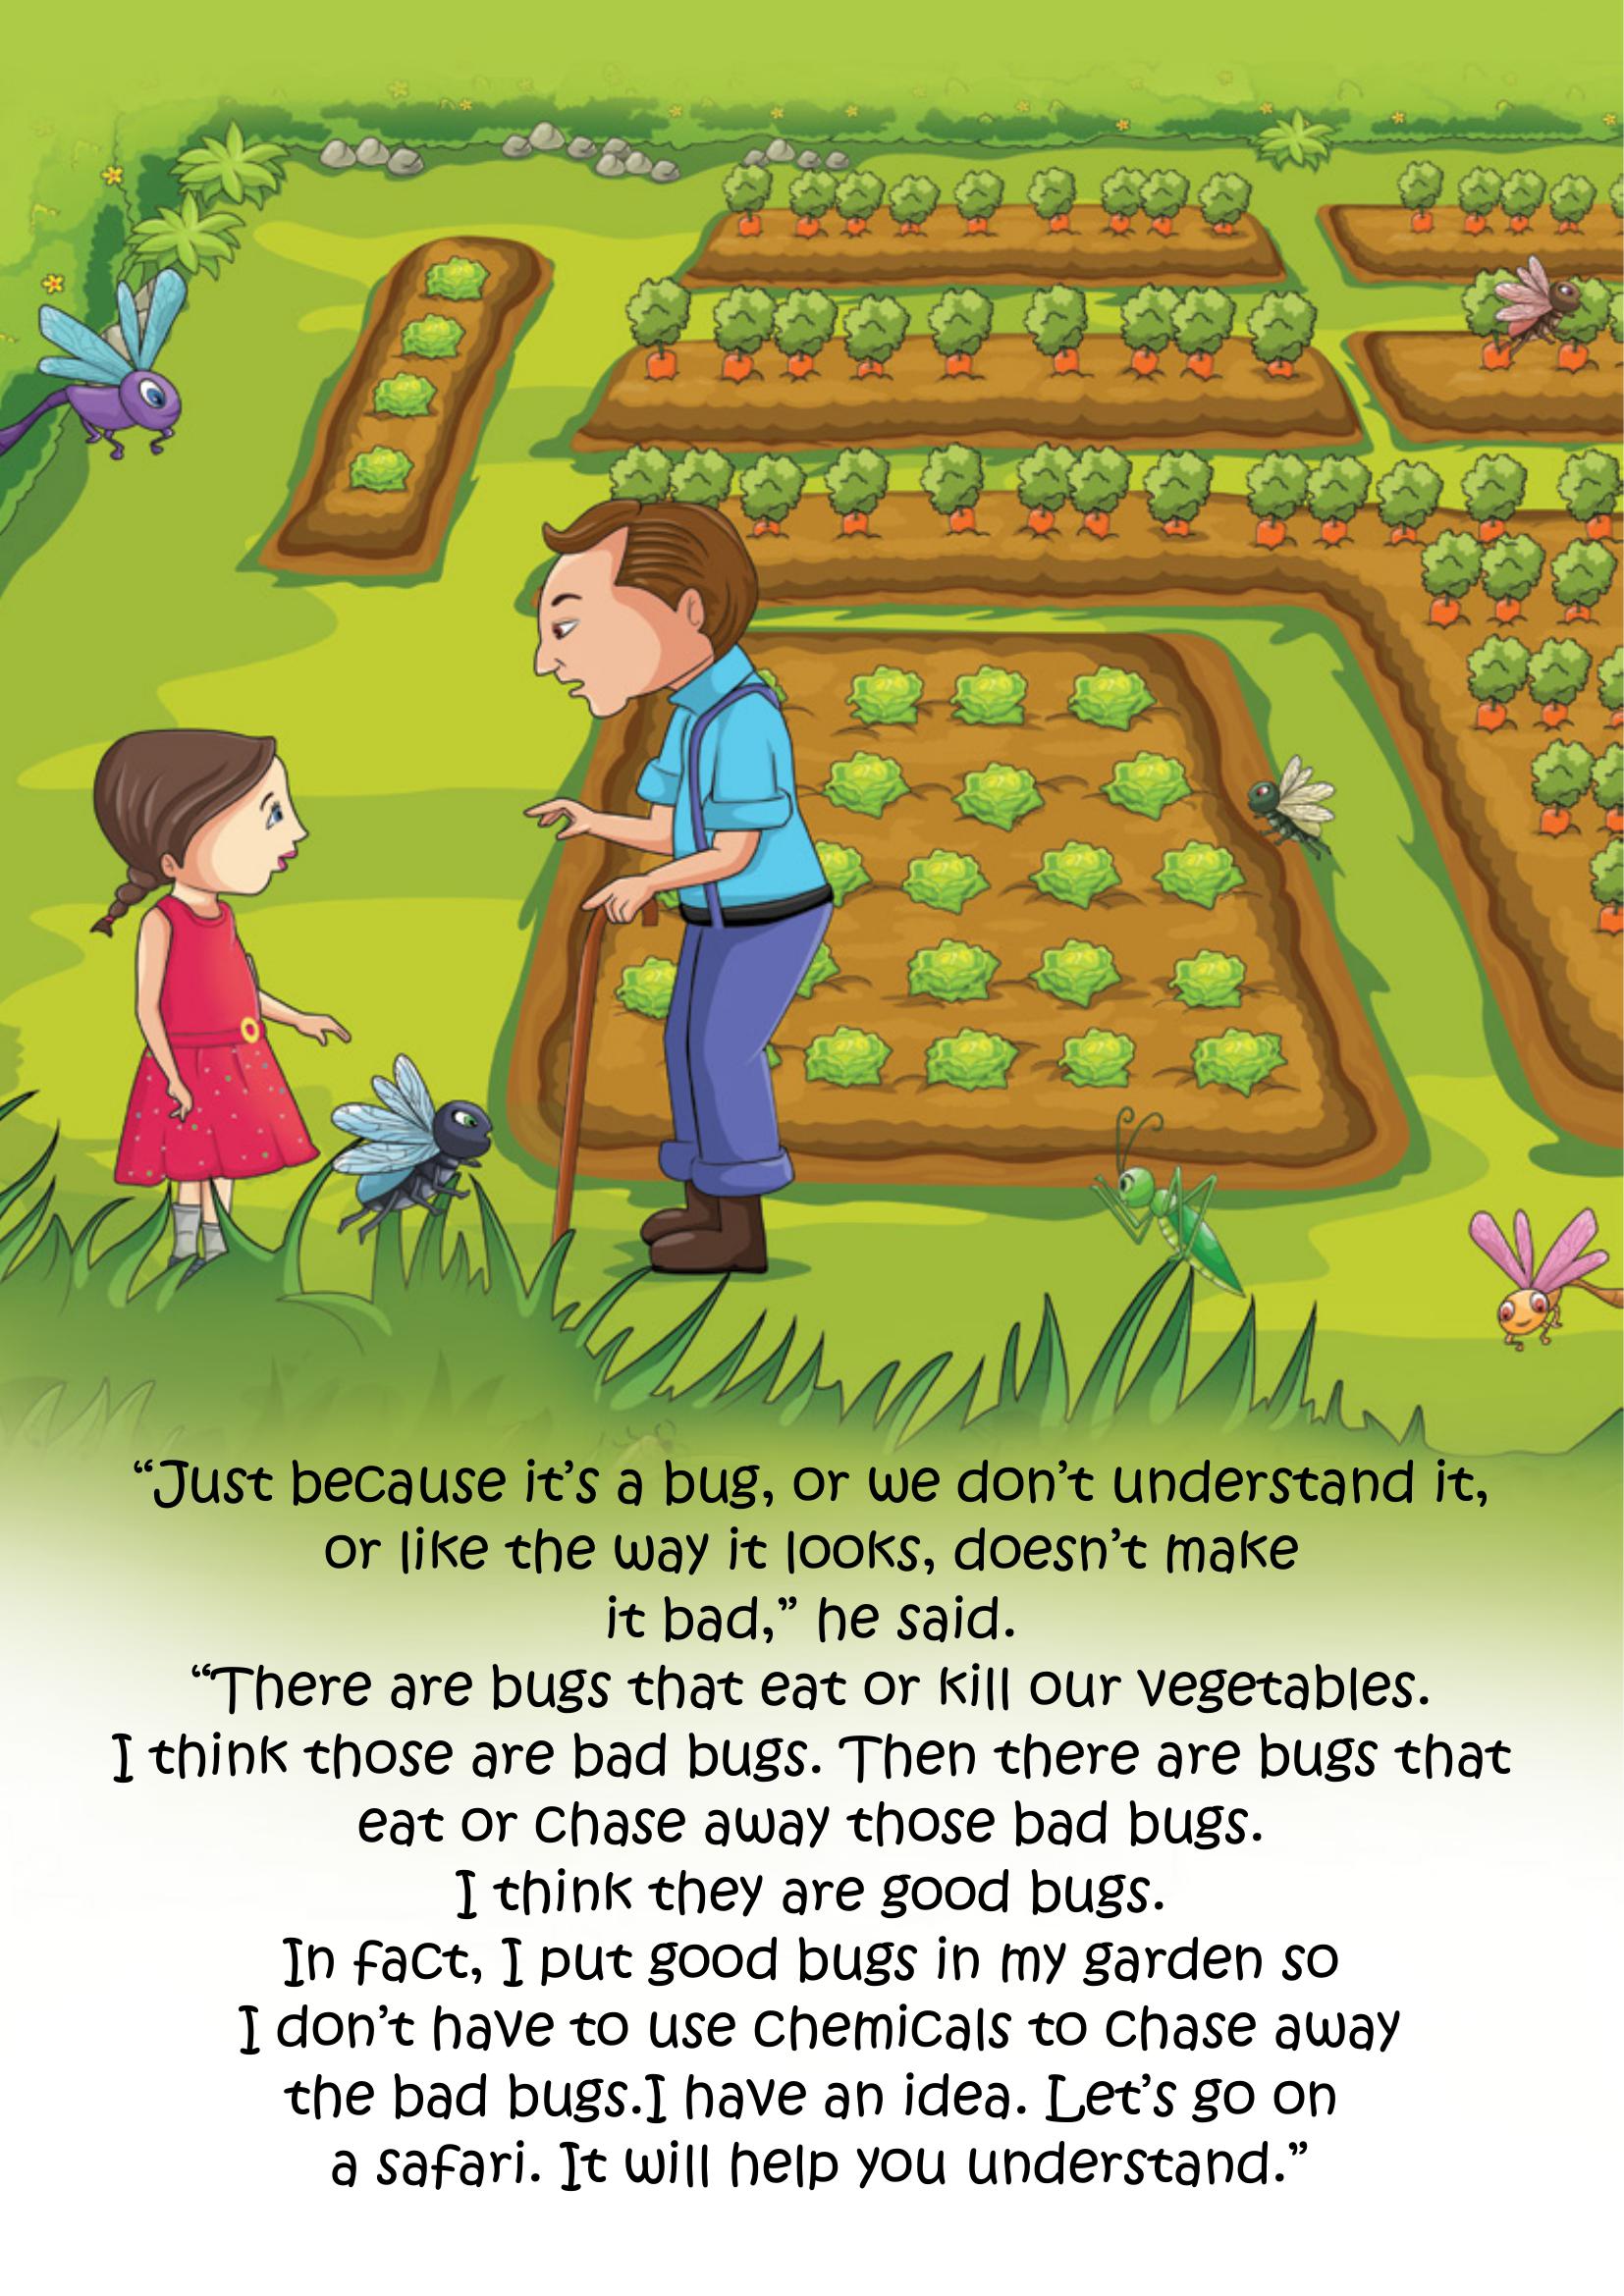 “Just because it’s a bug, or we don’t understand it,
or like the way it looks, doesn’t make
it bad,” he said.
“There are bugs that eat or kill our vegetables.
I think those are bad bugs. Then there are bugs that
eat or chase away those bad bugs.
I think they are good bugs.
In fact, I put good bugs in my garden so
I don’t have to use chemicals to chase away
the bad bugs.I have an idea. Let’s go on
a safari. It will help you understand.”